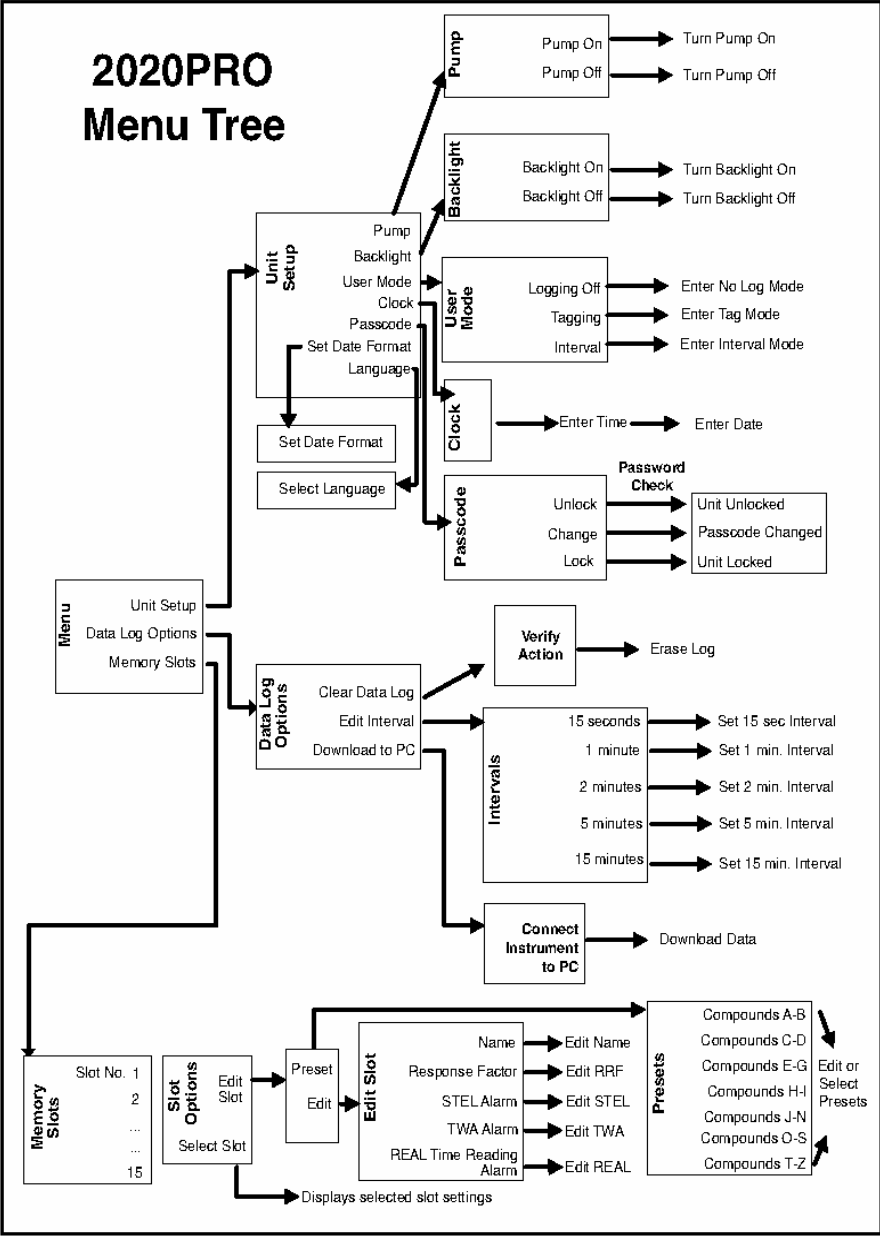 2020PRO
Menu Tree
Pump
Pump On
Pump Off
Turn Pump On
Turn Pump Off
Backlight
Backlight On
Backlight Off
Turn Backlight On
Turn Backlight Off
Unit
Setup
Pump
Backlight
User Mode
Clock
Passcode
Set Date Format
Language
User
Mode
Logging Off
Tagging
Interval
Enter No Log Mode
Enter Tag Mode
Enter Interval Mode
Clock
Enter Time
Enter Date
Set Date Format
Select Language
Passcode
Unlock
Change
Lock
Password
Check
Unit Unlocked
Passcode Changed
Unit Locked
Menu
Unit Setup
Data Log Options
Memory Slots
Data Log
Options
Clear Data Log
Edit Interval
Download to PC
Verify
Action
Erase Log
Intervals
15 seconds
1 minute
2 minutes
5 minutes
15 minutes
Set 15 sec Interval
Set 1 min. Interval
Set 2 min. Interval
Set 5 min. Interval
Set 15 min. Interval
Connect
Instrument
to PC
Download Data
Memory
Slots
Slot No. 1
2
...
...
15
Slot
Options
Edit
Slot
Select Slot
Displays selected slot settings
Preset
Edit
Edit Slot
Name
Response Factor
STEL Alarm
TWA Alarm
REAL Time Reading
Alarm
Edit Name
Edit RRF
Edit STEL
Edit TWA
Edit REAL
Presets
Compounds A-B
Compounds C-D
Compounds E-G
Compounds H-I
Compounds J-N
Compounds O-S
Compounds T-Z
Edit or
Select
Presets